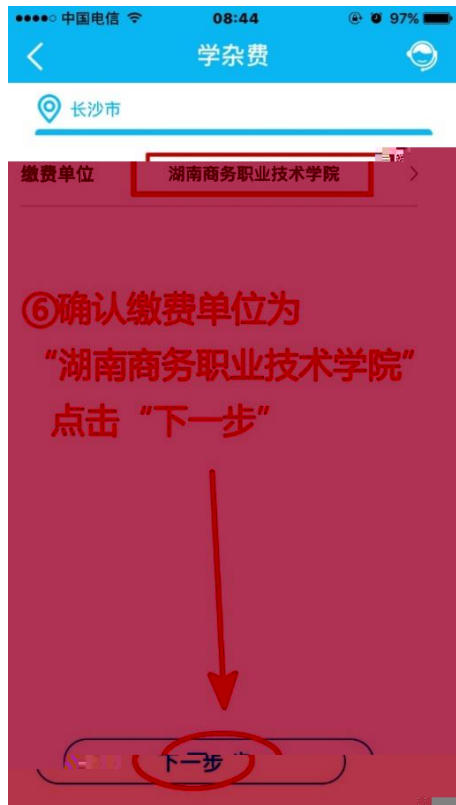 中国电信 08:44 97%
学杂费
长沙市
缴费单位 湖南商务职业技术学院
⑥确认缴费单位为
“湖南商务职业技术学院”
点击“下一步”
下一步